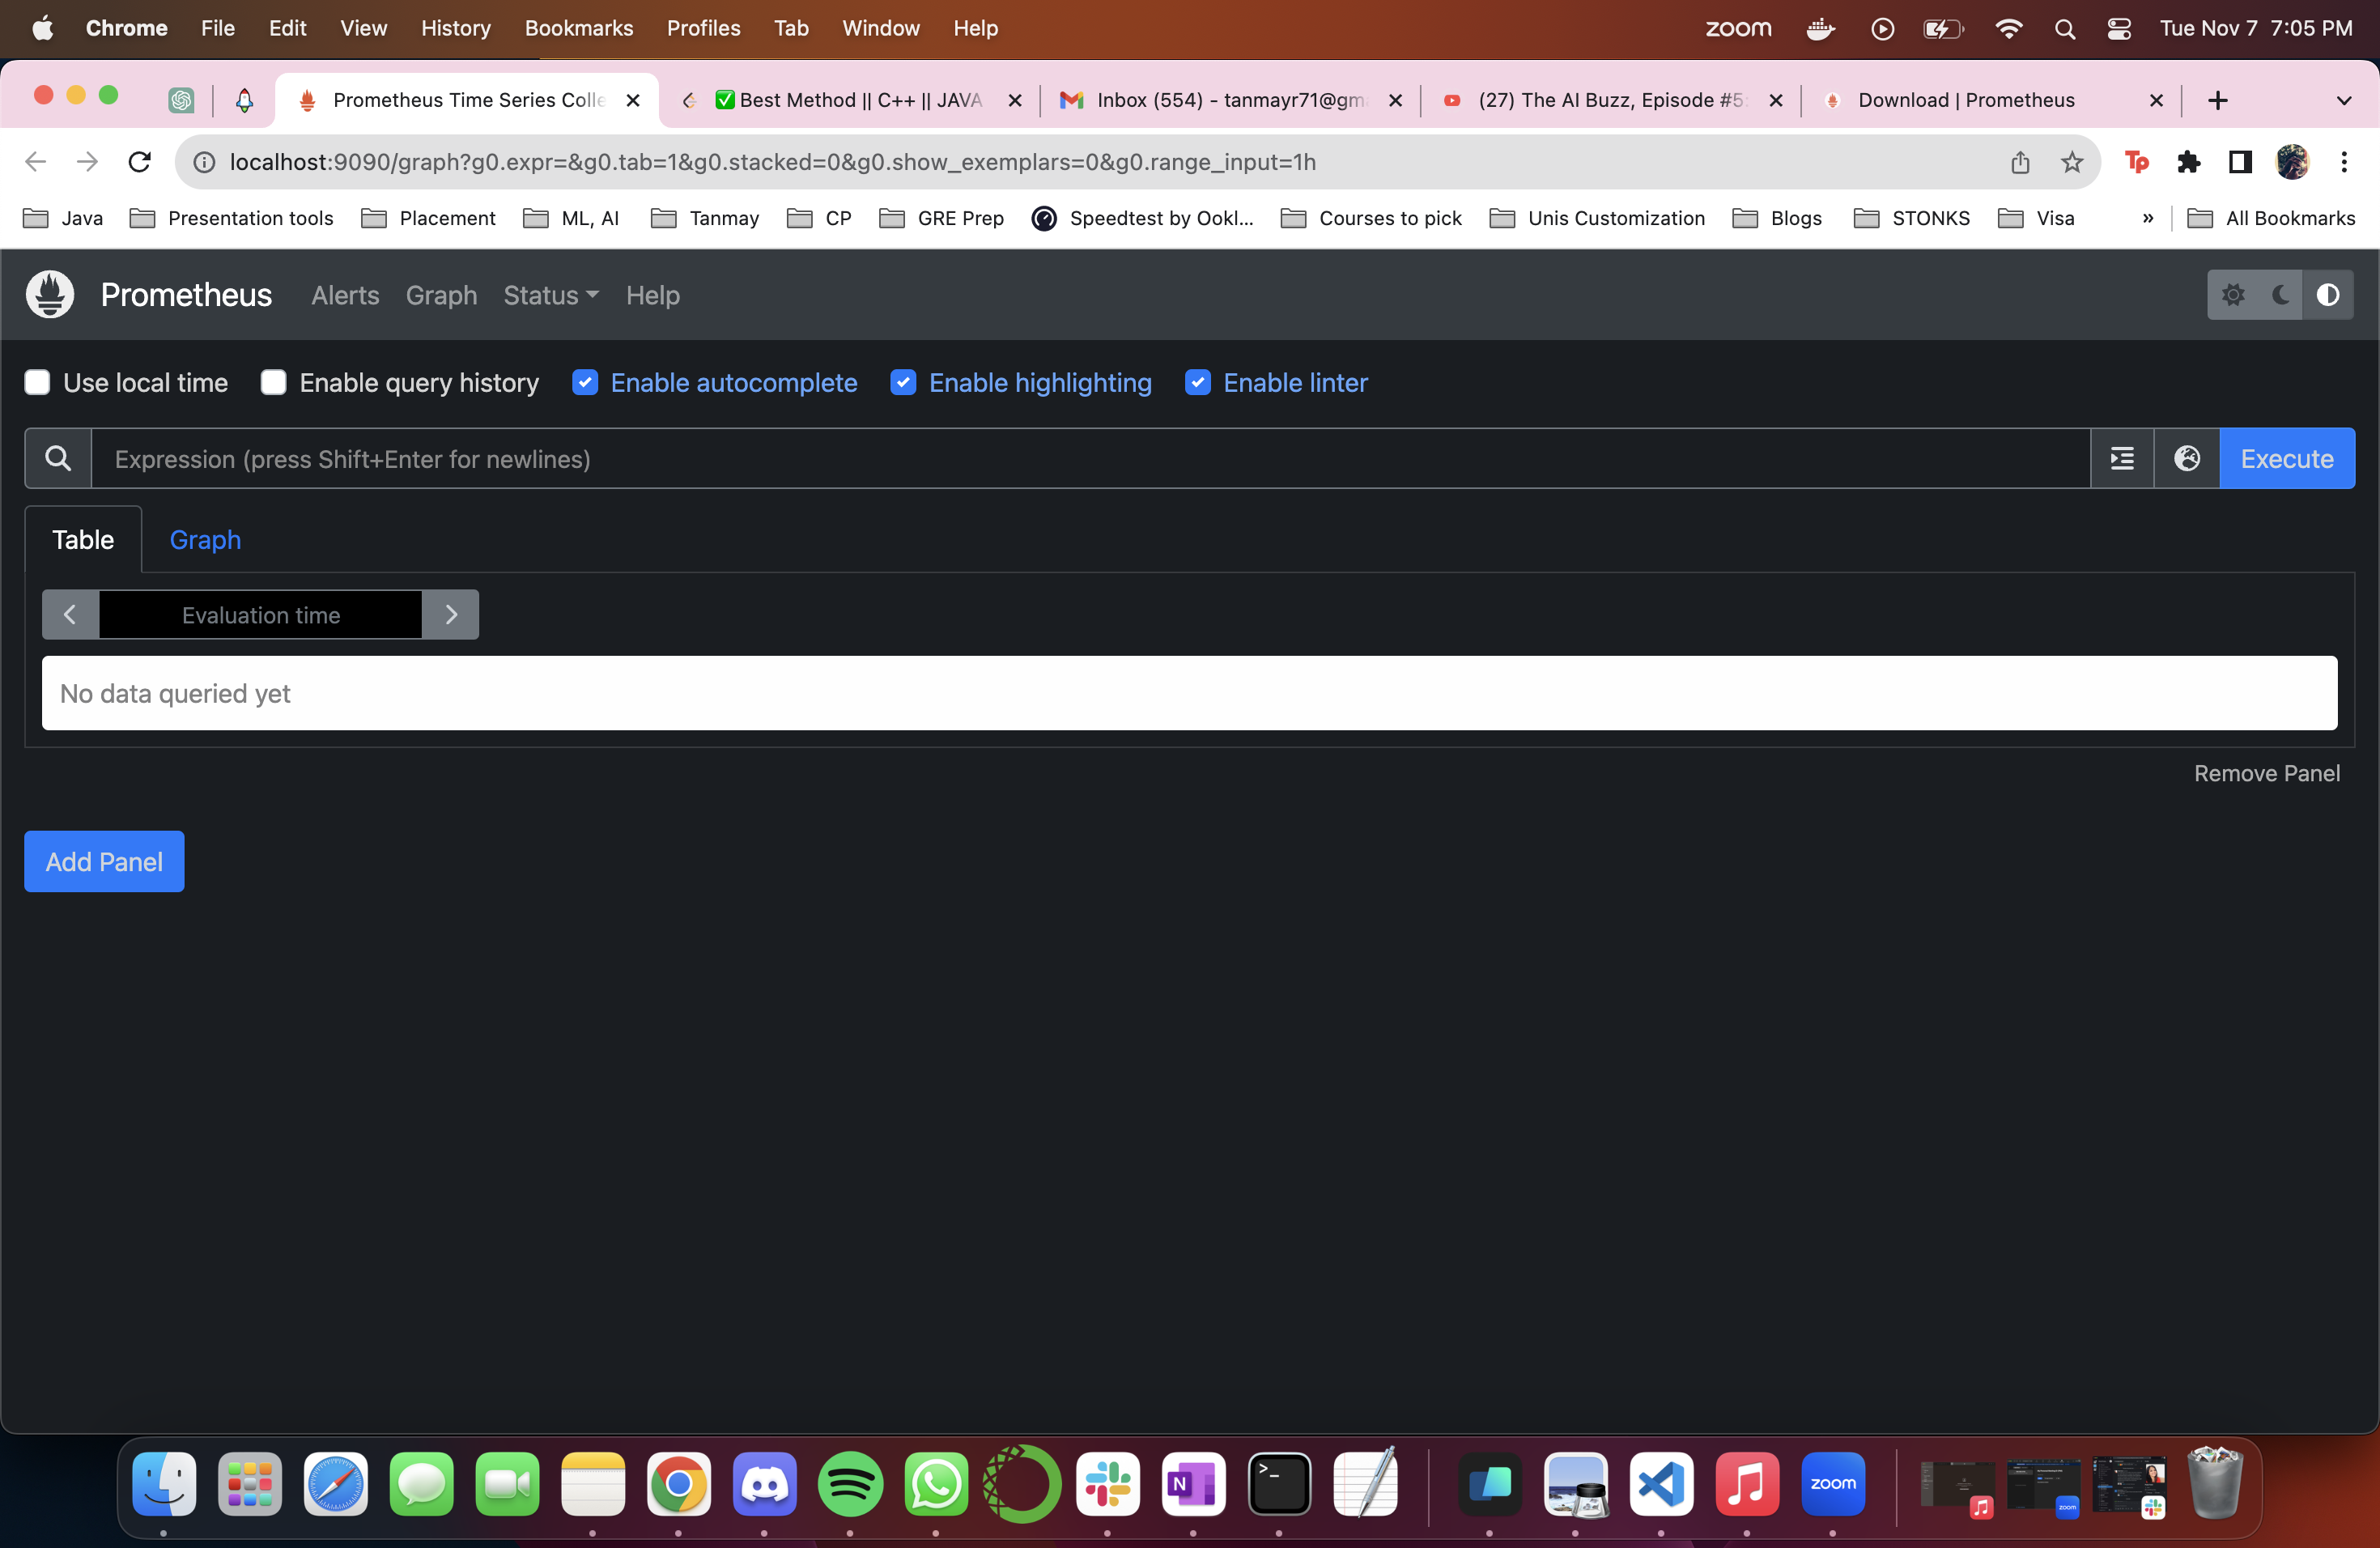 Chrome File Edit View History Bookmarks Profiles Tab Window Help zoom Tue Nov 7 7:05 PM
Prometheus Time Series Colle ✅Best Method || C++ || JAVA Inbox (554) - tanmayr71@gm (27) The AI Buzz, Episode #5 Download | Prometheus
localhost:9090/graph?g0.expr=&g0.tab=1&g0.stacked=0&g0.show_exemplars=0&g0.range_input=1h Tp
Java Presentation tools Placement ML, AI Tanmay CP GRE Prep Speedtest by Ookl... Courses to pick Unis Customization Blogs STONKS Visa » All Bookmarks
Prometheus Alerts Graph Status Help
Use local time Enable query history Enable autocomplete Enable highlighting Enable linter
Expression (press Shift+Enter for newlines) Execute
Table Graph
Evaluation time
No data queried yet
Remove Panel
Add Panel
N >_ zoom zoom